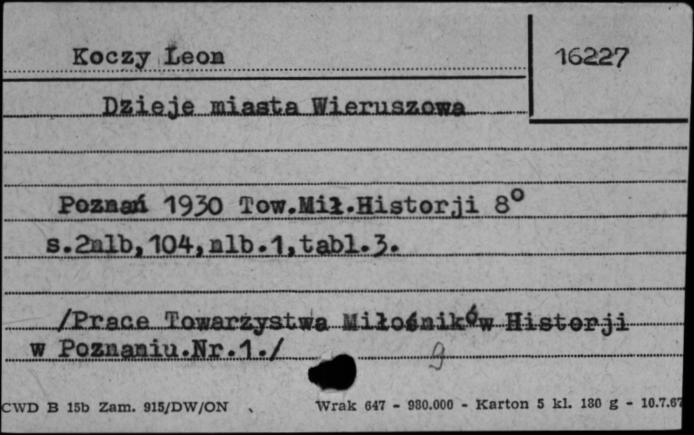 Koczy Leon
16227
Dzieje miasta Wieruszowa
Poznań 1930 Tow.Mił.Historji 8°
s.2nlb,104,nlb.1,tabl.3.
/Prace Towarzystwa Miłośników Historji
w Poznaniu.Nr.1./
9
CWD B 15b Zam. 915/DW/ON Wrak 647 - 980.000 - Karton 5 kl. 180 g - 10.7.67